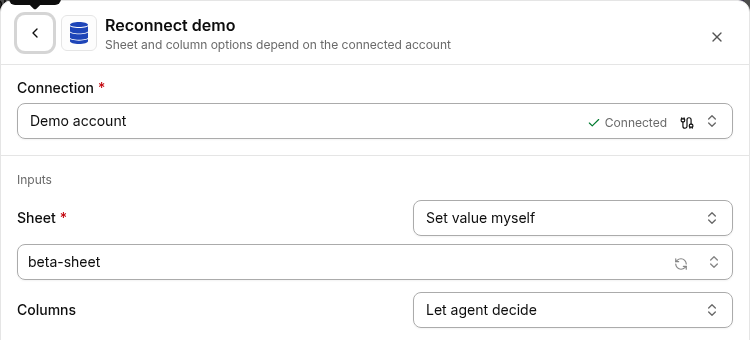 Reconnect demo
Sheet and column options depend on the connected account
Connection *
Demo account
Connected
Inputs
Sheet *
Set value myself
beta-sheet
Columns
Let agent decide